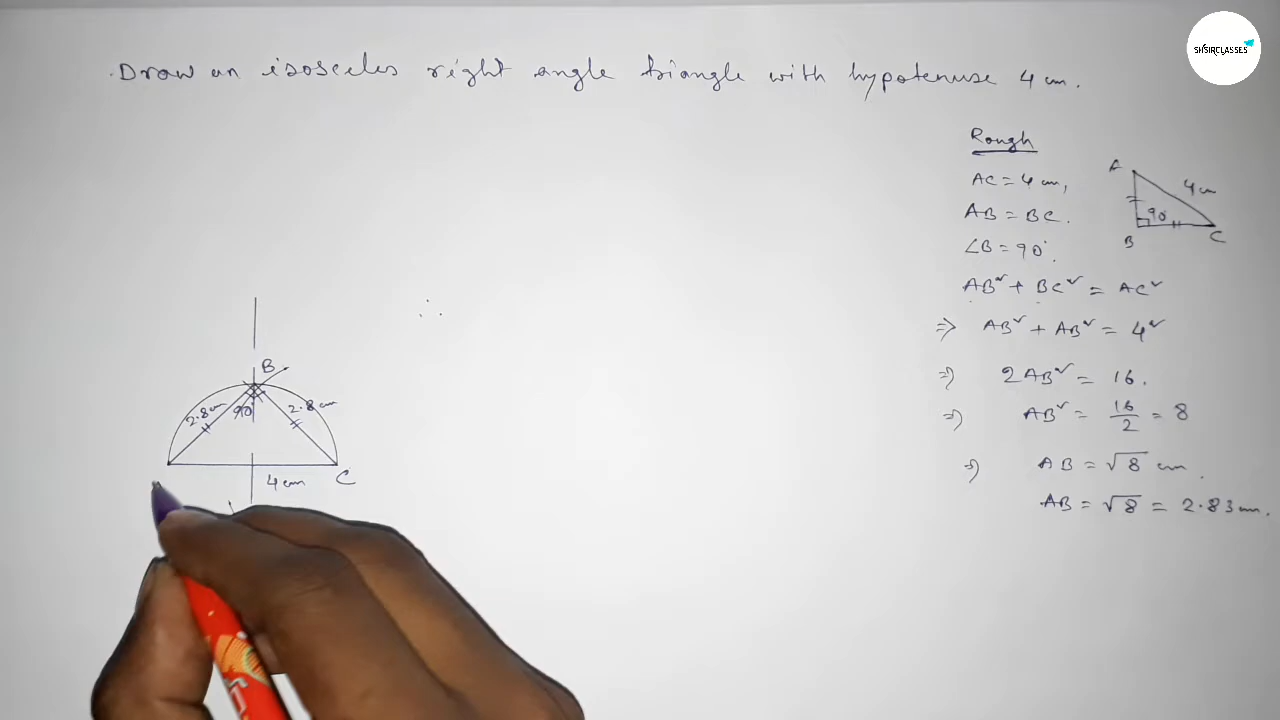 Draw an isosceles right angle triangle with hypotenuse 4 cm.
SHSIRCLASSES
Rough
AC = 4 cm,
AB = BC.
∠B = 90°.
AB² + BC² = AC²
⇒ AB² + AB² = 4²
⇒ 2AB² = 16.
⇒ AB² = 16/2 = 8
⇒ AB = √8 cm.
AB = √8 = 2.83 cm.
A
4 cm
90°
B
C
∴
B
2.8 cm
90°
2.8 cm
4 cm
C